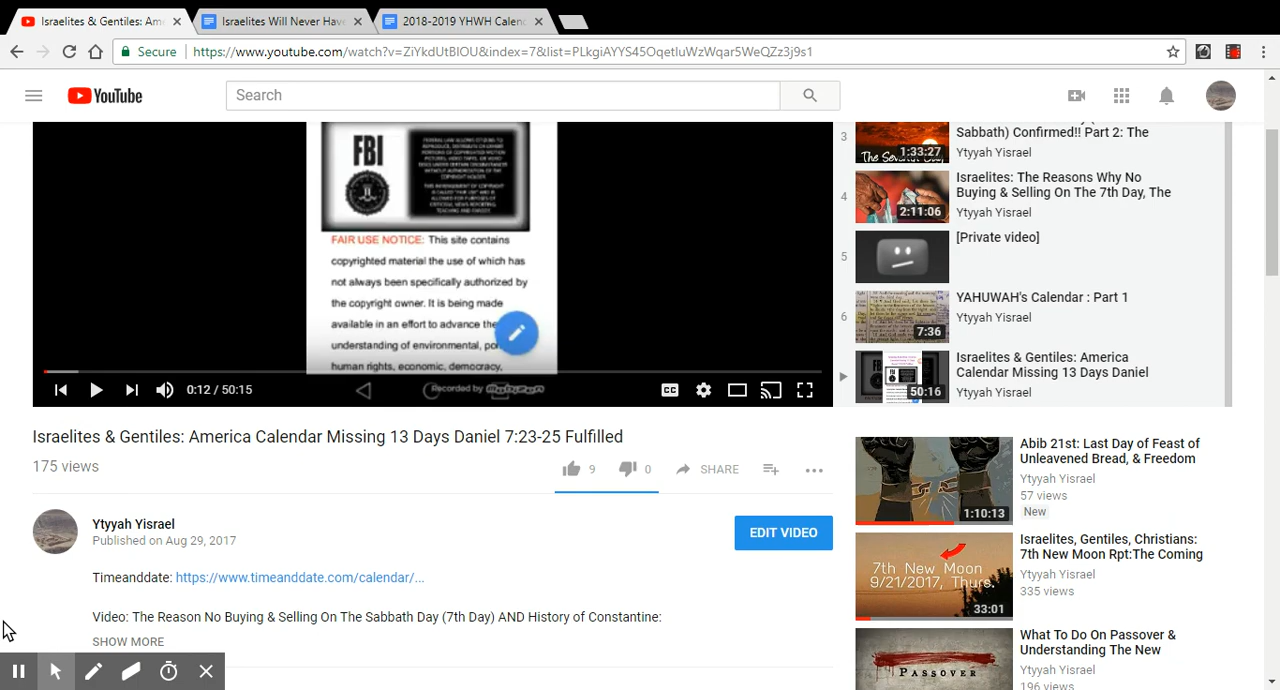 Israelites & Gentiles: Ame
Israelites Will Never Hav
2018-2019 YHWH Calen
Secure
https://www.youtube.com/watch?v=ZiYkdUtBIOU&index=7&list=PLkgiAYYS45OqetIuWzWqar5WeQZz3j9s1
YouTube
Search
FBI
FAIR USE NOTICE: This site contains
copyrighted material the use of which has
not always been specifically authorized by
the copyright owner. It is being made
available in an effort to advance the
understanding of environmental,
human rights, economic, democracy,
0:12 / 50:15
Recorded by
CC
3
Sabbath) Confirmed!! Part 2: The
Ytyyah Yisrael
The Seventh Day
1:33:27
4
Israelites: The Reasons Why No
Buying & Selling On The 7th Day, The
Ytyyah Yisrael
2:11:06
5
[Private video]
6
YAHUWAH's Calendar : Part 1
Ytyyah Yisrael
7:36
Israelites & Gentiles: America
Calendar Missing 13 Days Daniel
Ytyyah Yisrael
50:16
Israelites & Gentiles: America Calendar Missing 13 Days Daniel 7:23-25 Fulfilled
175 views
9
0
SHARE
Ytyyah Yisrael
Published on Aug 29, 2017
EDIT VIDEO
Timeanddate: https://www.timeanddate.com/calendar/...
Video: The Reason No Buying & Selling On The Sabbath Day (7th Day) AND History of Constantine:
SHOW MORE
Abib 21st: Last Day of Feast of
Unleavened Bread, & Freedom
Ytyyah Yisrael
57 views
New
1:10:13
Israelites, Gentiles, Christians:
7th New Moon Rpt:The Coming
Ytyyah Yisrael
335 views
7th New Moon
9/21/2017, Thurs.
33:01
What To Do On Passover &
Understanding The New
Ytyyah Yisrael
196 views
PASSOVER